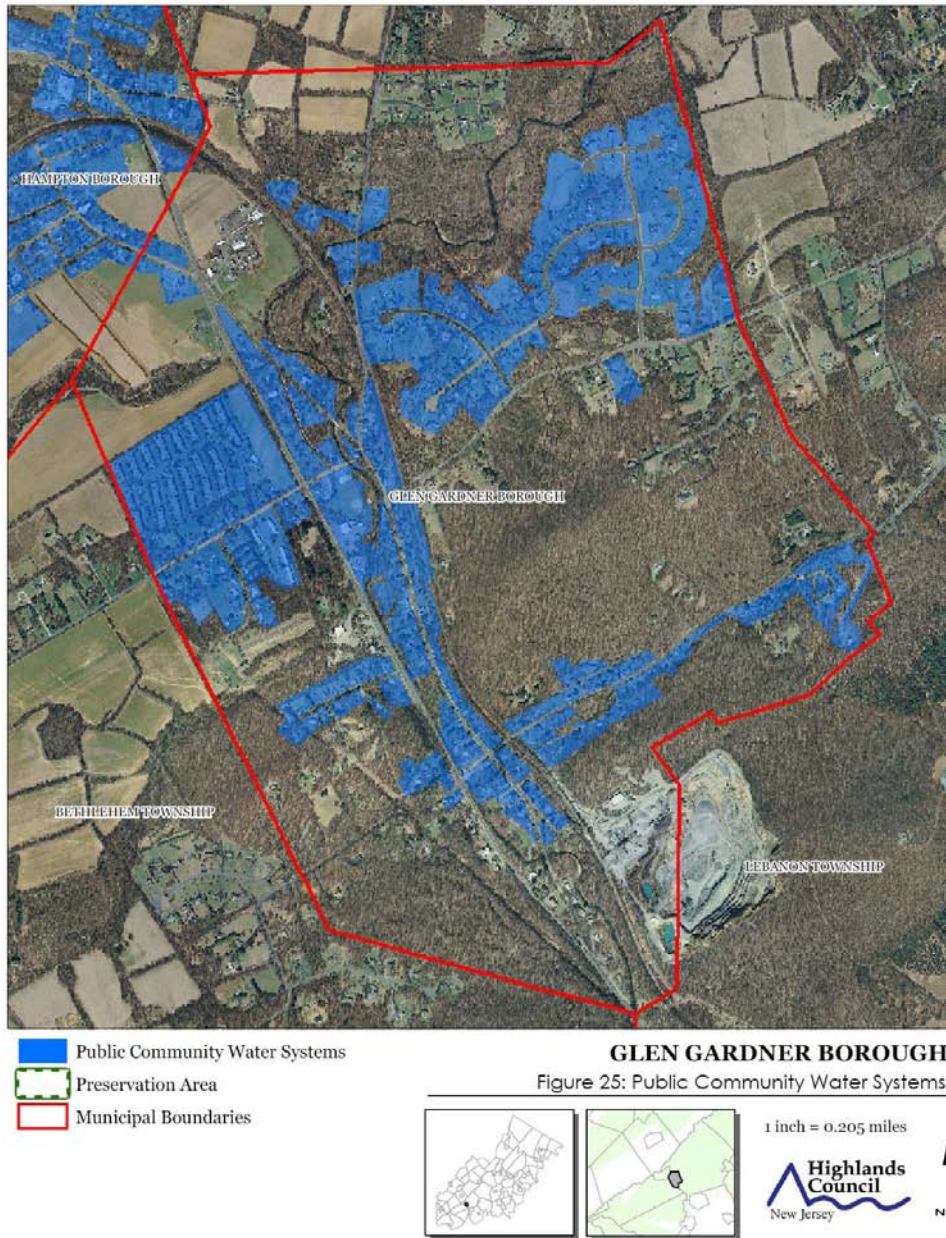 HAMPTON BOROUGH
GLEN GARDNER BOROUGH
BETHLEHEM TOWNSHIP
LEBANON TOWNSHIP
Public Community Water Systems
Preservation Area
Municipal Boundaries
GLEN GARDNER BOROUGH
Figure 25: Public Community Water Systems
1 inch = 0.205 miles
Highlands
Council
New Jersey
N